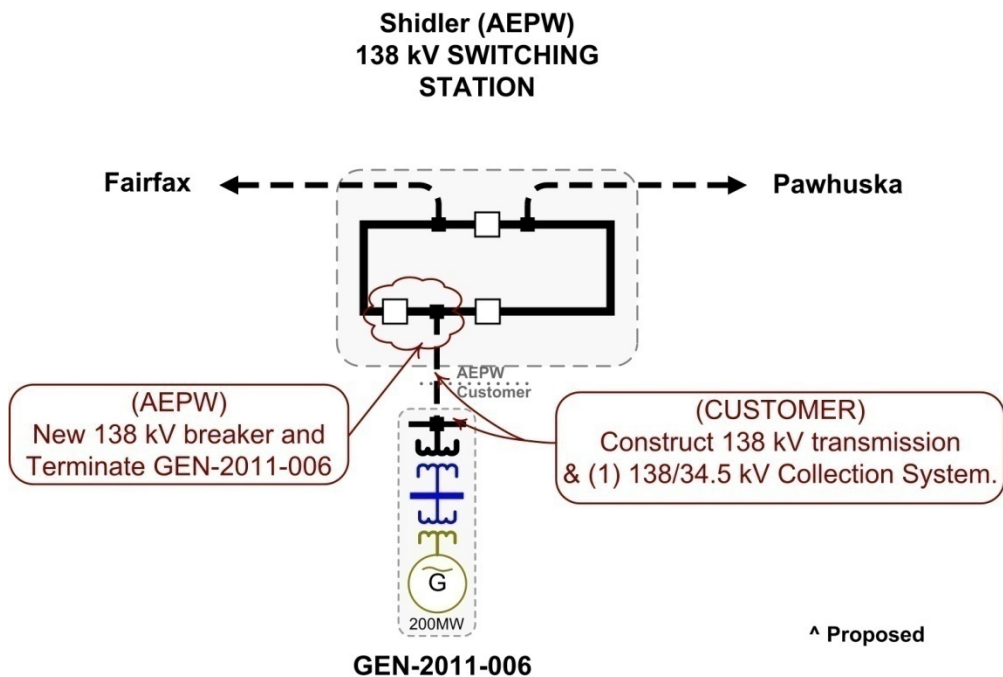 Shidler (AEPW)
138 kV SWITCHING
STATION
Fairfax
Pawhuska
AEPW
Customer
(AEPW)
New 138 kV breaker and
Terminate GEN-2011-006
(CUSTOMER)
Construct 138 kV transmission
& (1) 138/34.5 kV Collection System.
G
200MW
^ Proposed
GEN-2011-006